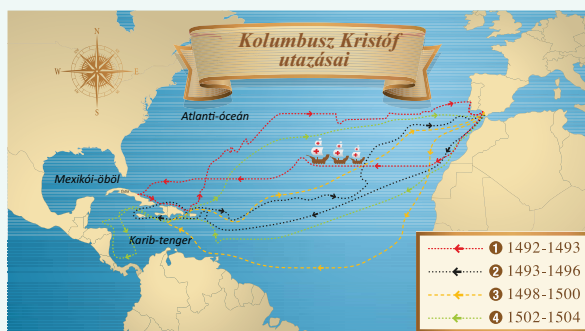 Kolumbusz Kristóf
utazásai
N
W
E
S
Atlanti-óceán
Mexikói-öböl
Karib-tenger
1 1492-1493
2 1493-1496
3 1498-1500
4 1502-1504